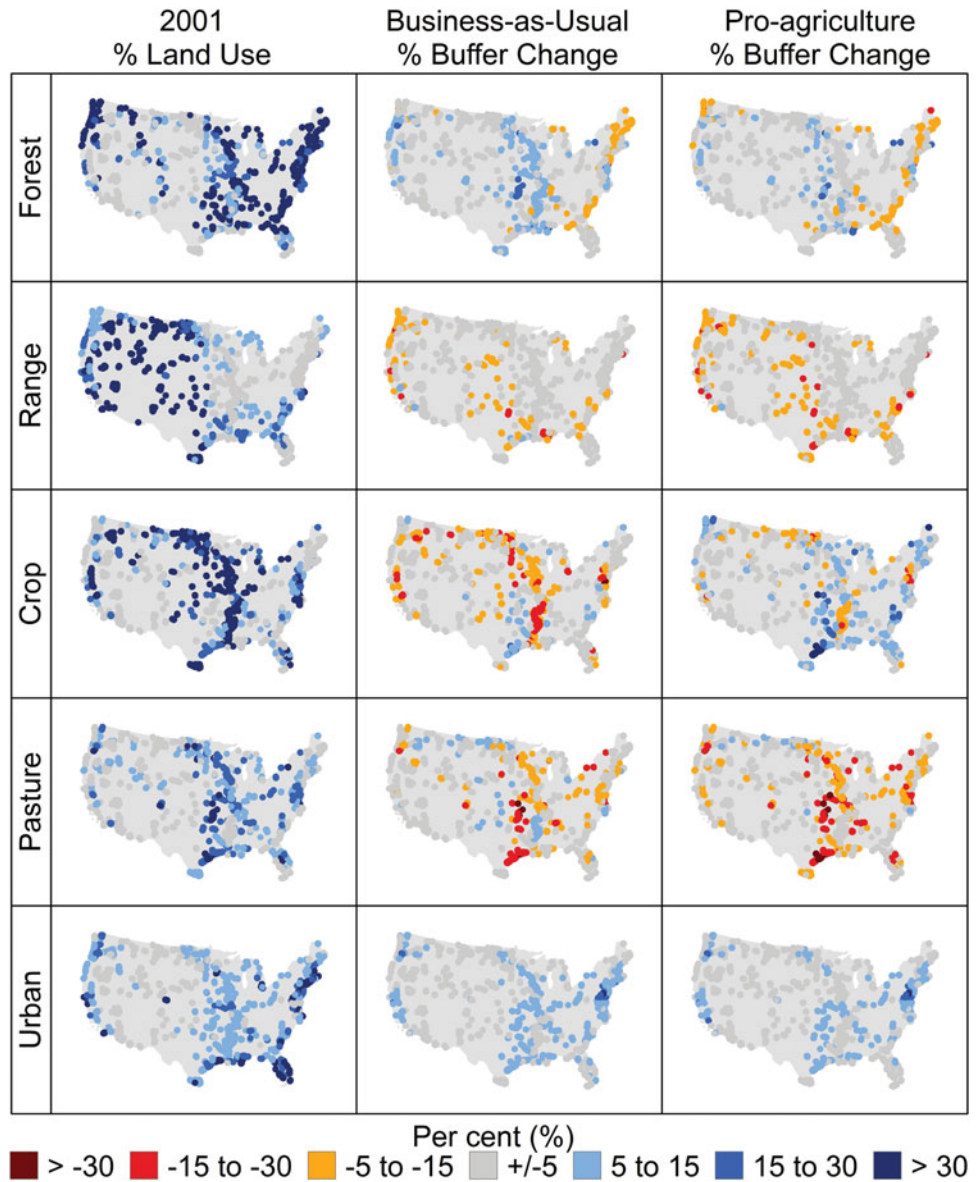 2001
% Land Use
Business-as-Usual
% Buffer Change
Pro-agriculture
% Buffer Change
Forest
Range
Crop
Pasture
Urban
Per cent (%)
> -30 -15 to -30 -5 to -15 +/-5 5 to 15 15 to 30 > 30